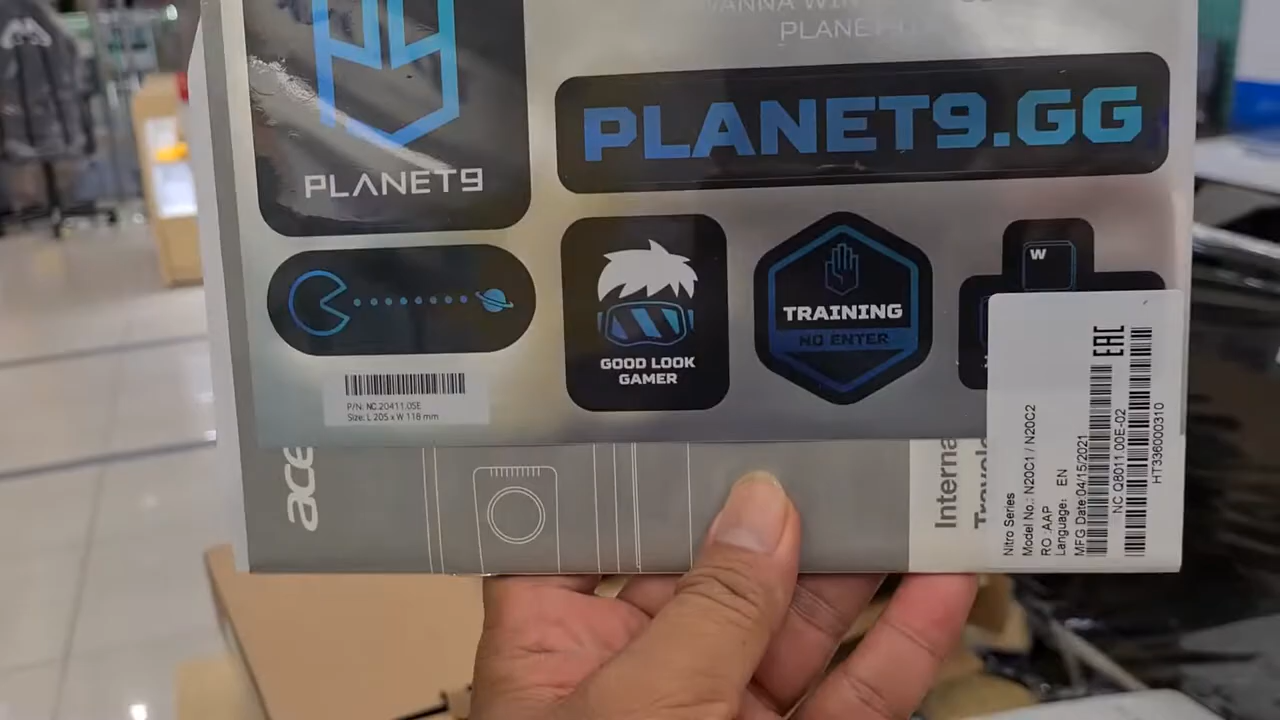 WANNA WIN
PLANET9
PLANET9.GG
GOOD LOOK
GAMER
TRAINING
NO ENTER
W
P/N: NC.20411.05E
Size: L 205 x W 118 mm
acer
Nitro Series
Model No.: N20C1 / N20C2
RO :AAP
Language: EN
MFG Date:04/15/2021
NC Q8011.00E-02
HT336000310
EAC